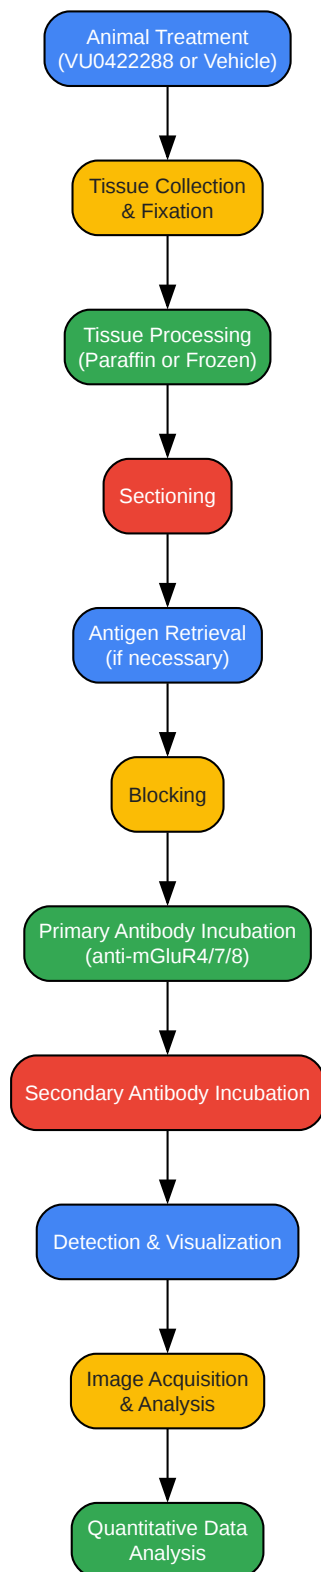 Animal Treatment
(VU0422288 or Vehicle)
Tissue Collection
& Fixation
Tissue Processing
(Paraffin or Frozen)
Sectioning
Antigen Retrieval
(if necessary)
Blocking
Primary Antibody Incubation
(anti-mGluR4/7/8)
Secondary Antibody Incubation
Detection & Visualization
Image Acquisition
& Analysis
Quantitative Data
Analysis